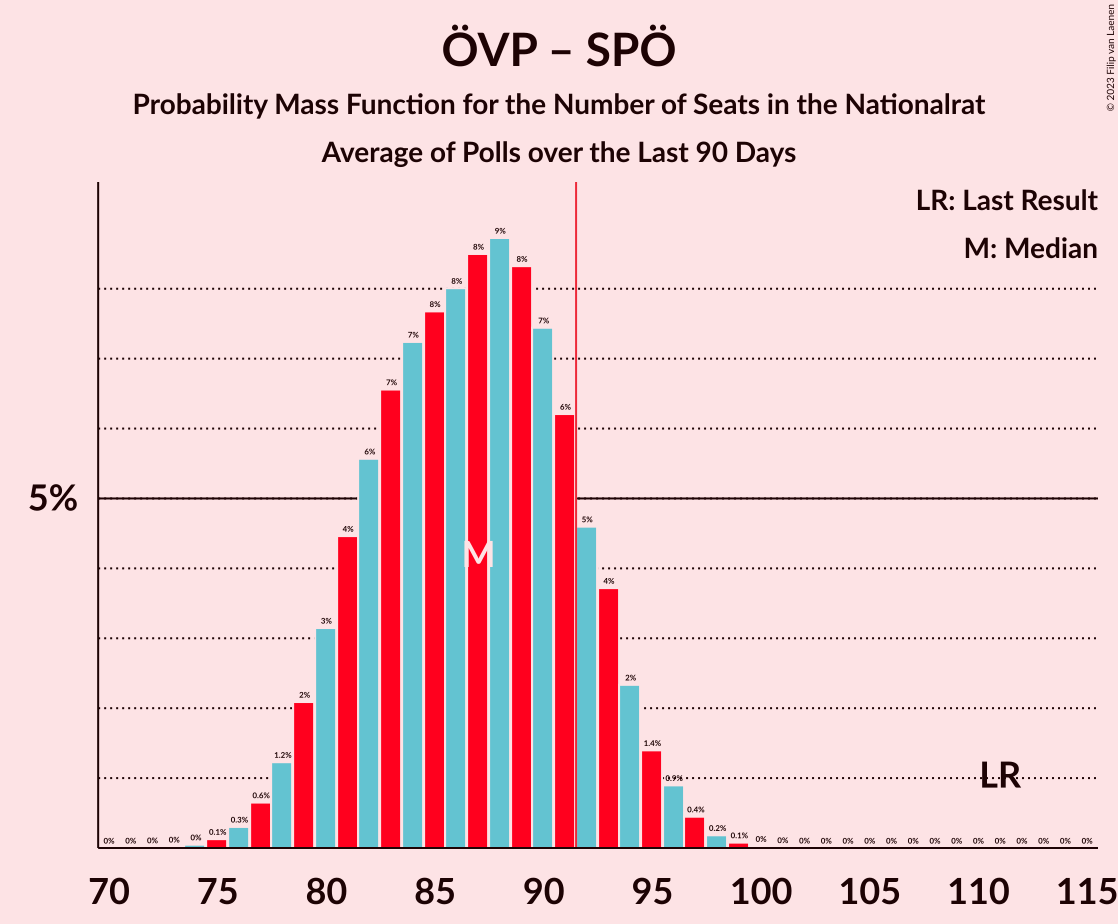 ÖVP – SPÖ
Probability Mass Function for the Number of Seats in the Nationalrat
Average of Polls over the Last 90 Days
© 2023 Filip van Laenen
LR: Last Result
M: Median
5%
0% 0% 0% 0% 0% 0.1% 0.3% 0.6% 1.2% 2% 3% 4% 6% 7% 7% 8% 8% 8% 9% 8% 7% 6% 5% 4% 2% 1.4% 0.9% 0.4% 0.2% 0.1% 0% 0% 0% 0% 0% 0% 0% 0% 0% 0% 0% 0% 0% 0% 0% 0%
M
LR
70 75 80 85 90 95 100 105 110 115